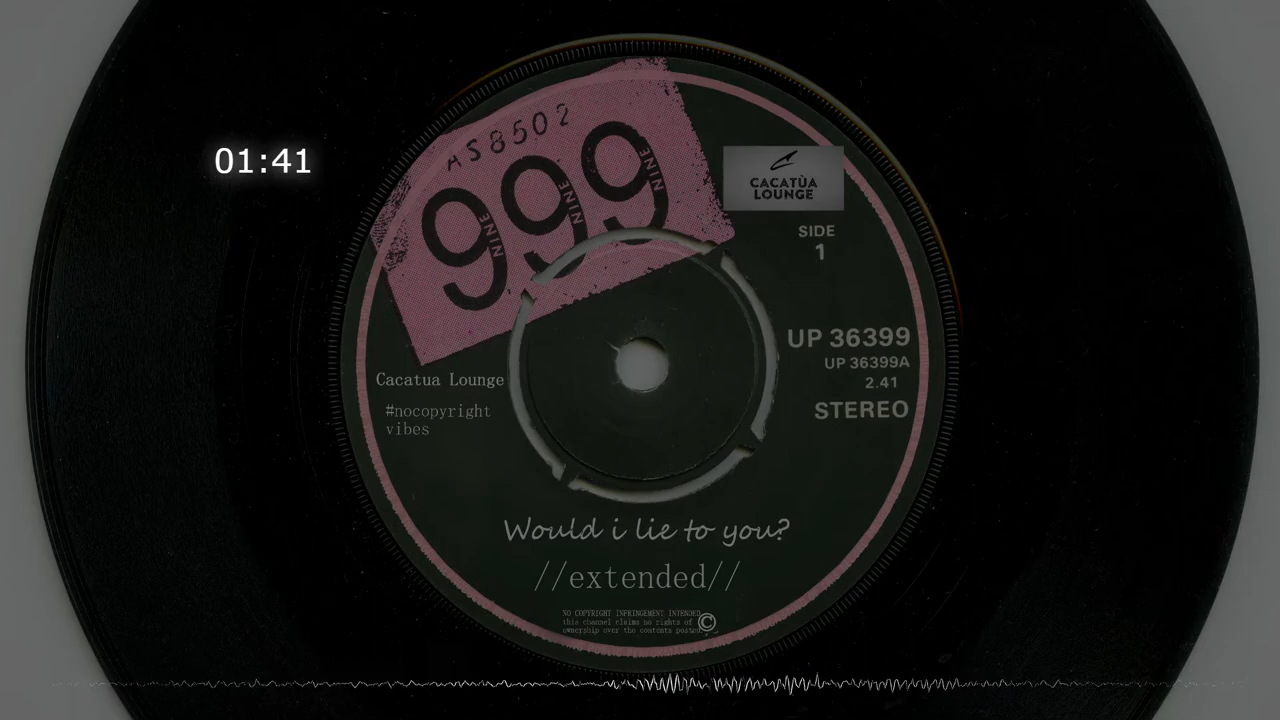 01:41
AS8502
999
NINE
NINE
NINE
CACATÙA
LOUNGE
SIDE
1
UP 36399
UP 36399A
2.41
STEREO
Cacatua Lounge
#nocopyright
vibes
Would i lie to you?
//extended//
NO COPYRIGHT INPRINGEMENT INTENDED
this channel claims no rights of
ownership over the contents posted
©